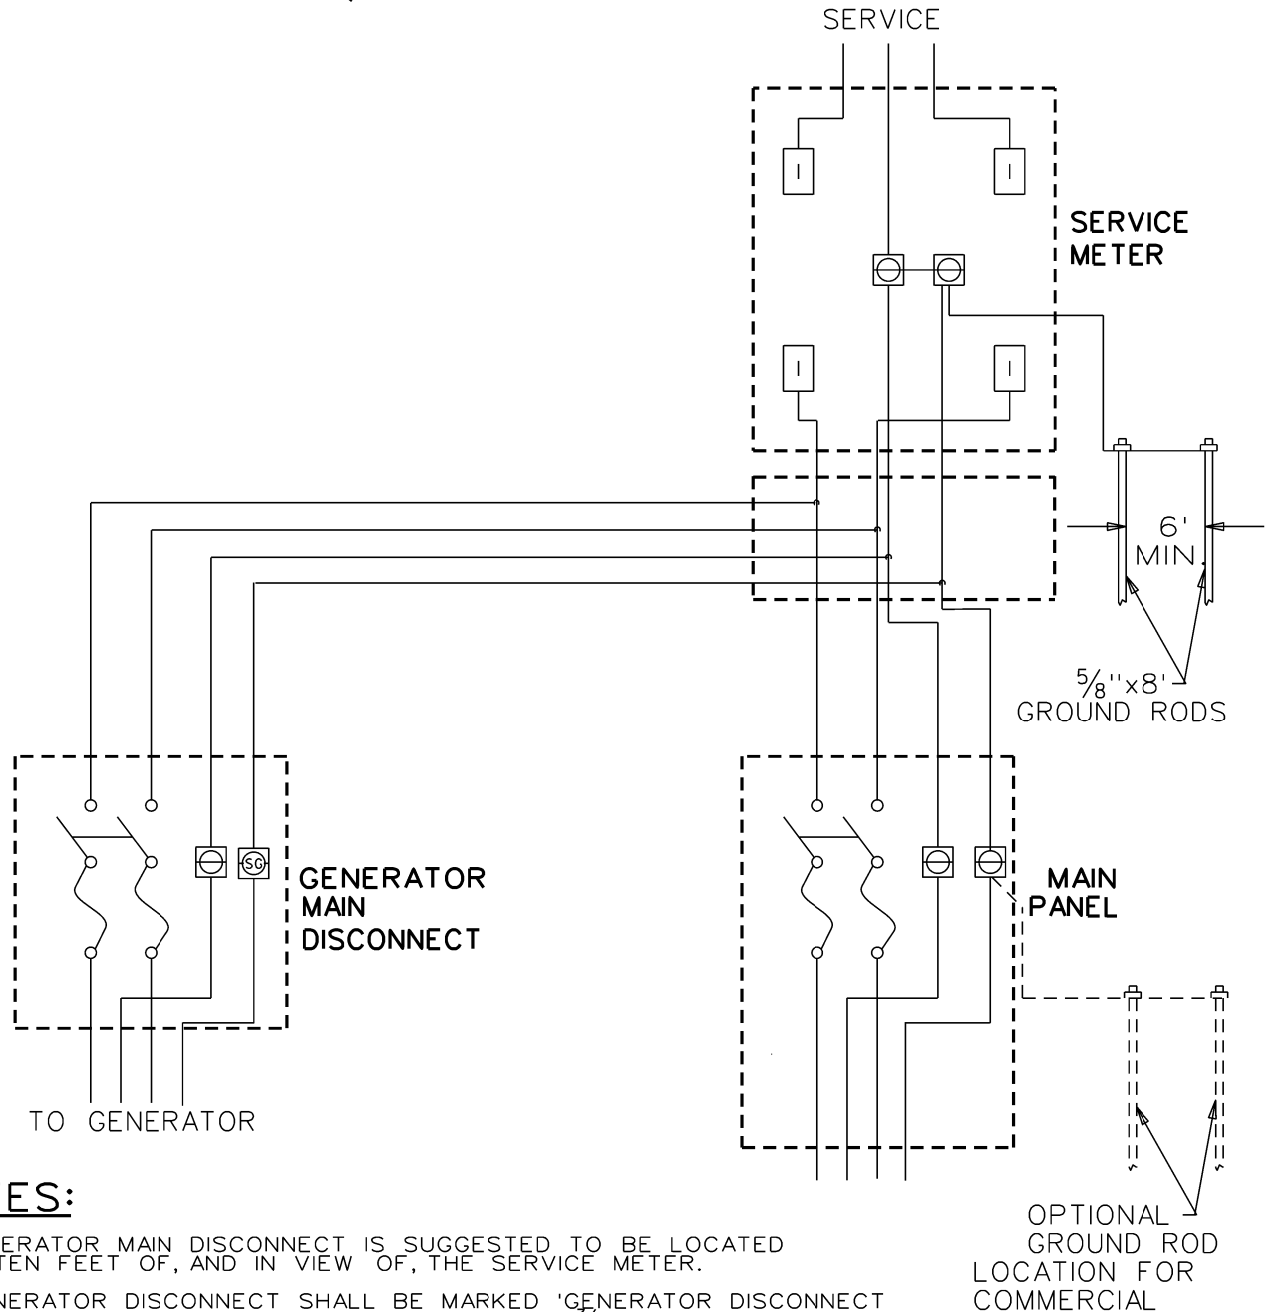 SERVICE
SERVICE
METER
6'
MIN.
5/8"x8'
GROUND RODS
SG
GENERATOR
MAIN
DISCONNECT
MAIN
PANEL
TO GENERATOR
ES:
ERATOR MAIN DISCONNECT IS SUGGESTED TO BE LOCATED
TEN FEET OF, AND IN VIEW OF, THE SERVICE METER.
NERATOR DISCONNECT SHALL BE MARKED 'GENERATOR DISCONNECT
OPTIONAL
GROUND ROD
LOCATION FOR
COMMERCIAL